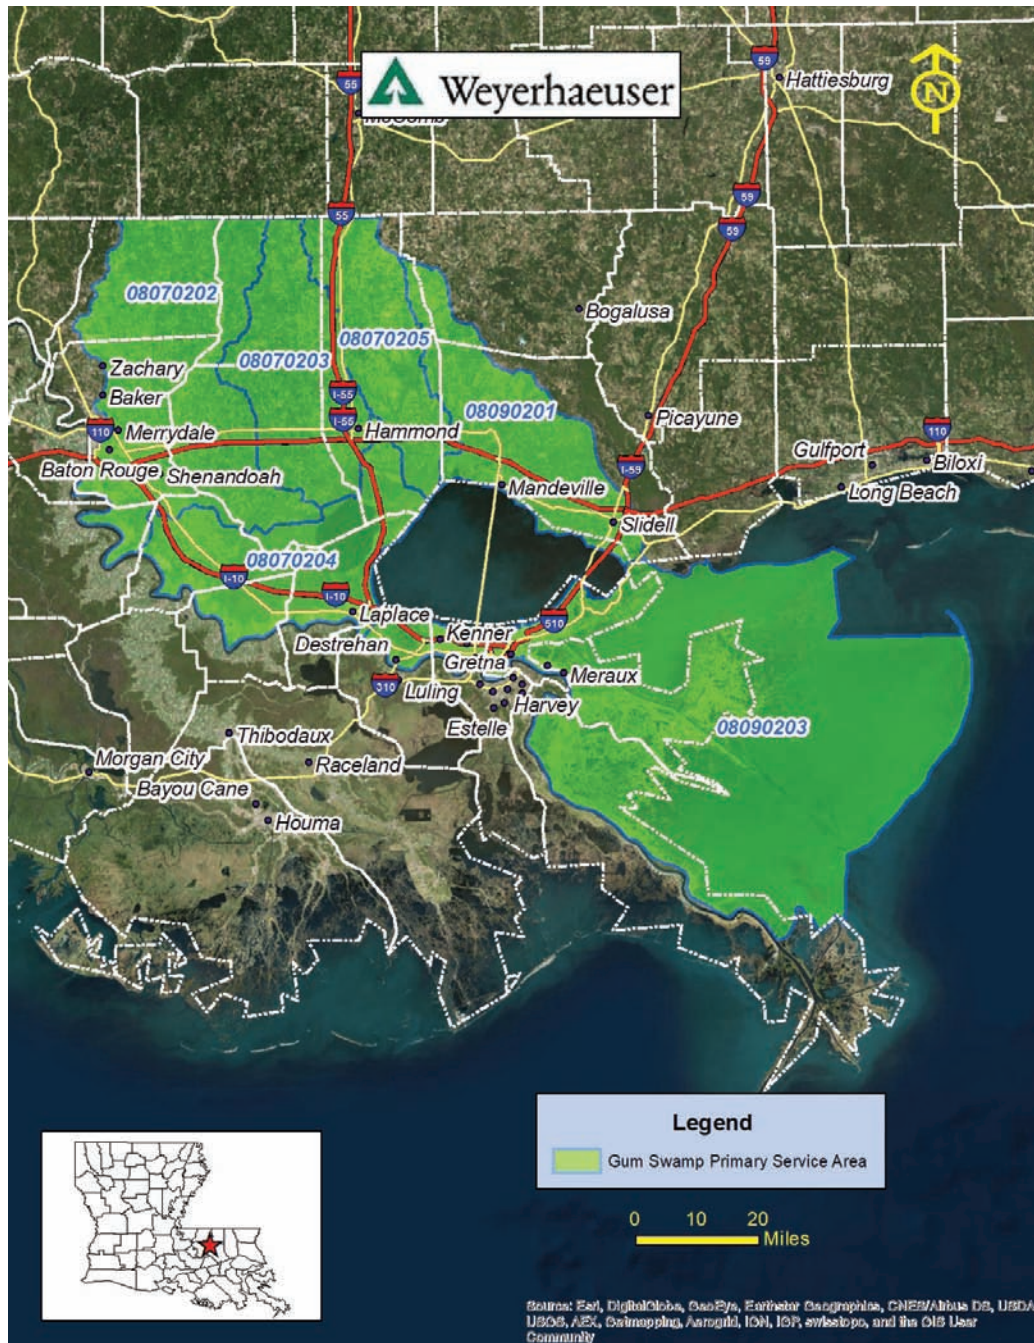 55
59
Weyerhaeuser
Hattiesburg
N
59
55
59
08070202
Bogalusa
08070205
08070203
Zachary
I-55
Baker
08090201
Picayune
I-55
110
Merrydale
Hammond
110
Gulfport
Biloxi
Baton Rouge
I-59
Shenandoah
Mandeville
Long Beach
Slidell
08070204
I-10
I-10
Laplace
510
Kenner
Destrehan
Gretna
Meraux
310
Luling
Harvey
Estelle
08090203
Thibodaux
Morgan City
Raceland
Bayou Cane
Houma
Legend
Gum Swamp Primary Service Area
0 10 20
Miles
Source: Esri, DigitalGlobe, GeoEye, Earthstar Geographics, CNES/Airbus DS, USDA,
USGS, AEX, Getmapping, Aerogrid, IGN, IGP, swisstopo, and the GIS User
Community